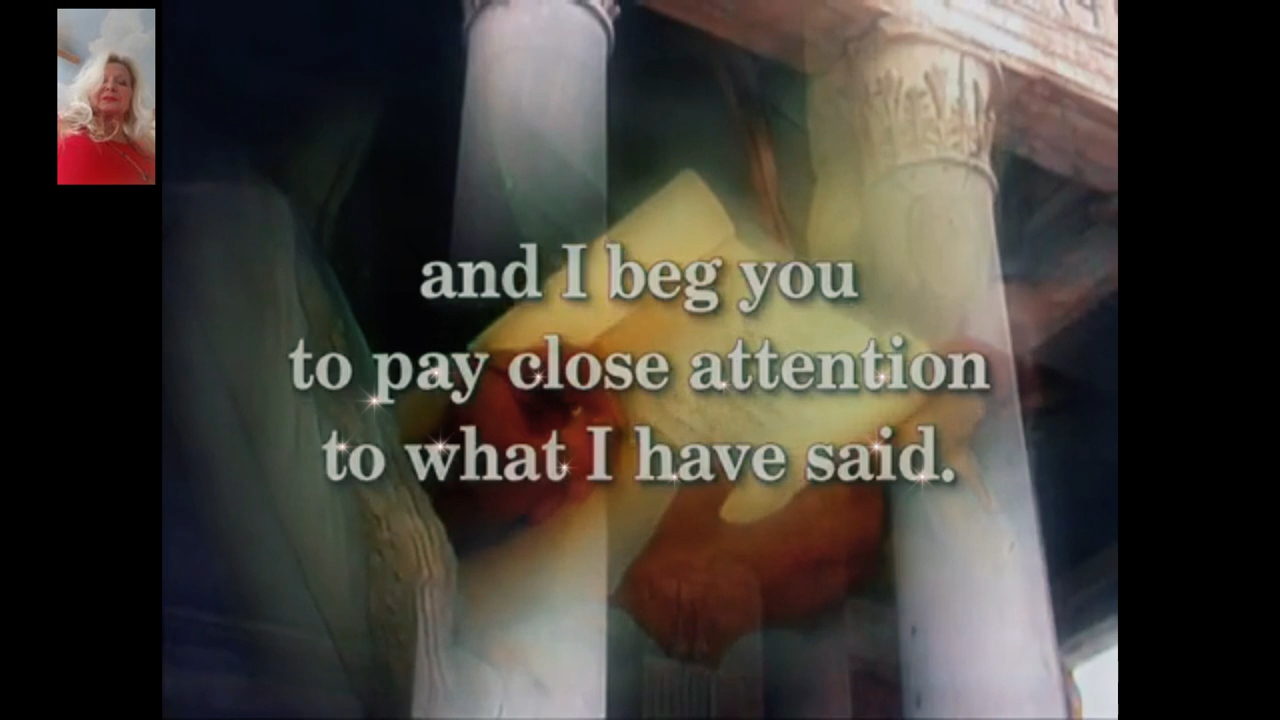 and I beg you
to pay close attention
to what I have said.